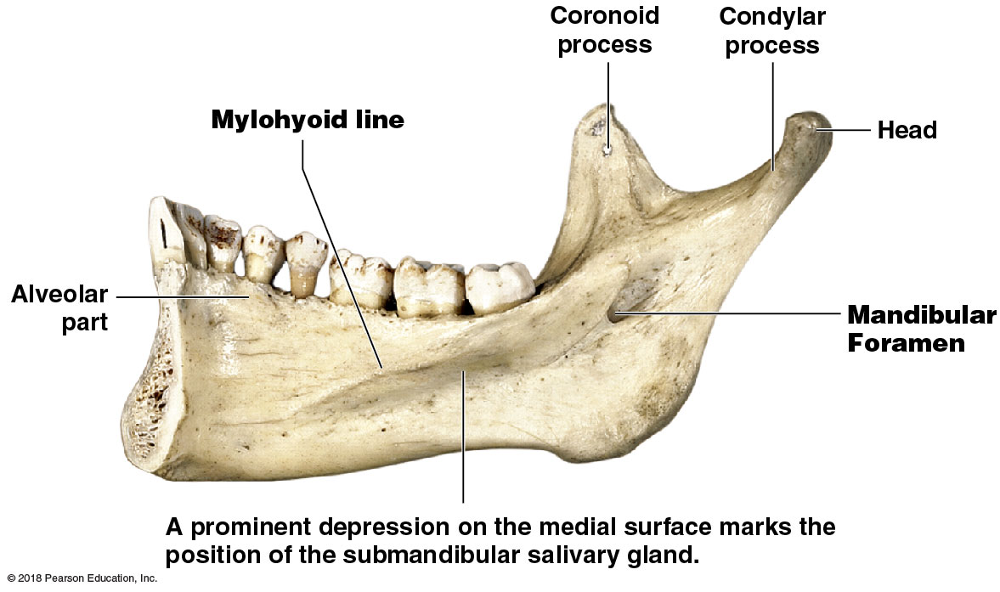 Coronoid
process
Condylar
process
Mylohyoid line
Head
Alveolar
part
Mandibular
Foramen
A prominent depression on the medial surface marks the
position of the submandibular salivary gland.
© 2018 Pearson Education, Inc.